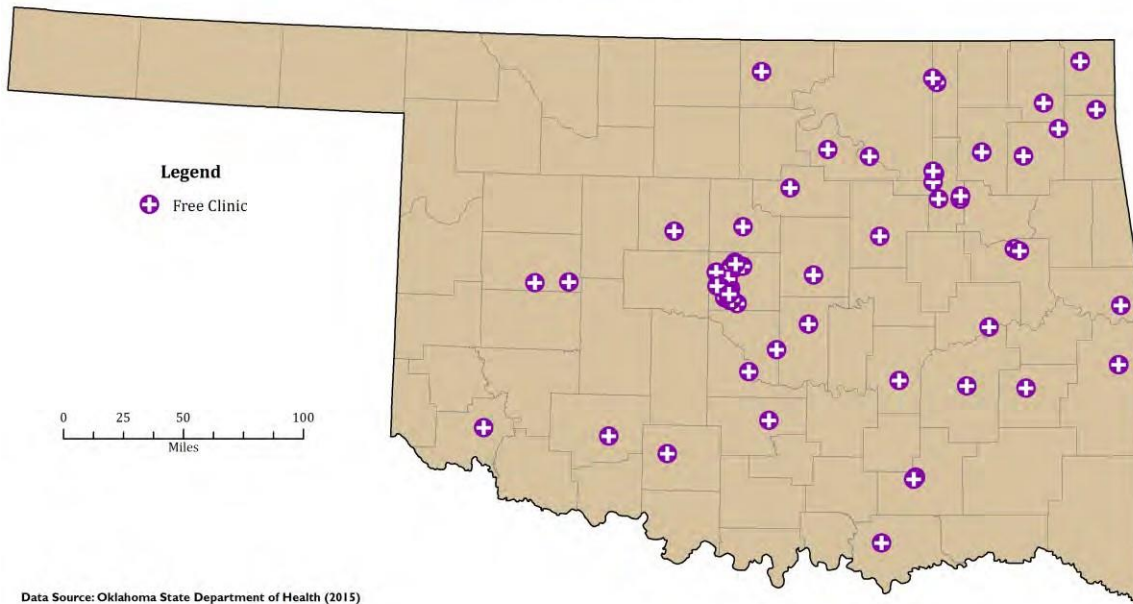 Legend
Free Clinic
0 25 50 100
Miles
Data Source: Oklahoma State Department of Health (2015)